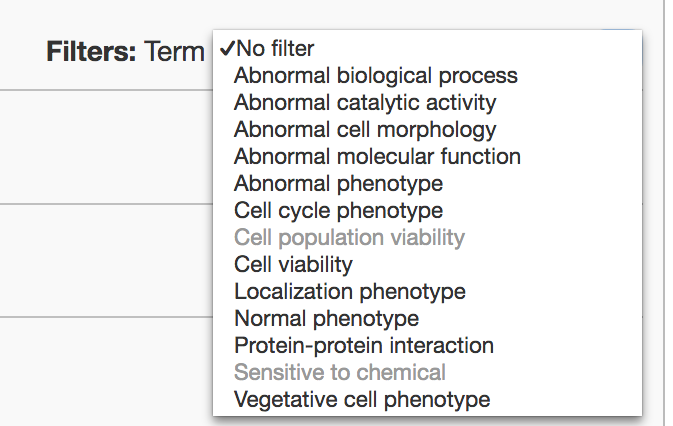 Filters: Term ✓No filter
Abnormal biological process
Abnormal catalytic activity
Abnormal cell morphology
Abnormal molecular function
Abnormal phenotype
Cell cycle phenotype
Cell population viability
Cell viability
Localization phenotype
Normal phenotype
Protein-protein interaction
Sensitive to chemical
Vegetative cell phenotype